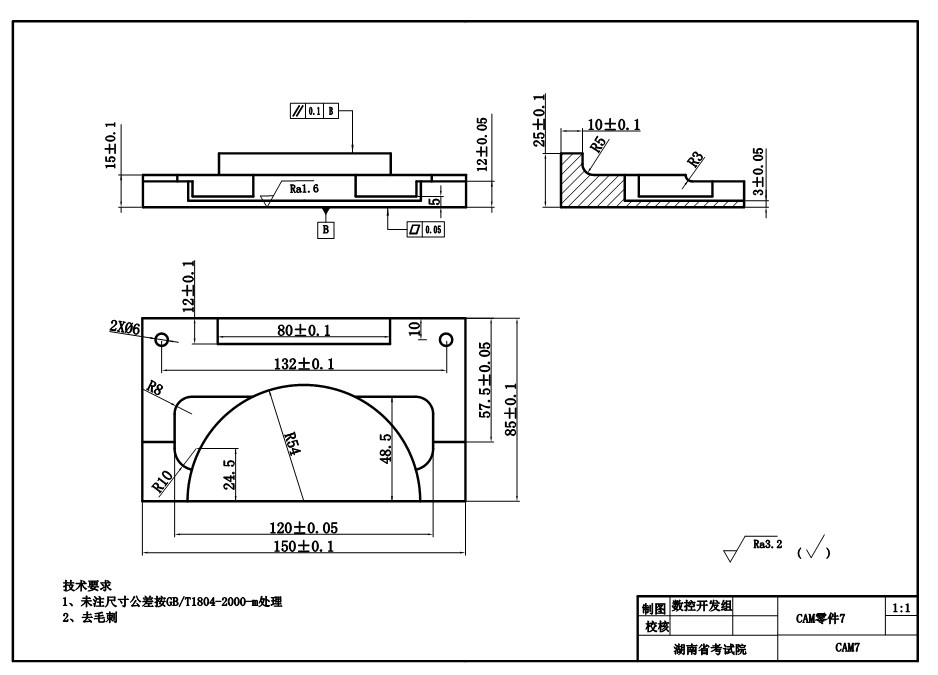 ∥ 0.1 B
15±0.1
12±0.05
Ra1.6
5
B
▱ 0.05
25±0.1
10±0.1
R5
R3
3±0.05
12±0.1
2XØ6
80±0.1
10
132±0.1
57.5±0.05
85±0.1
R8
R54
48.5
R10
24.5
120±0.05
150±0.1
Ra3.2 (√)
技术要求
1、未注尺寸公差按GB/T1804-2000-m处理
2、去毛刺
制图 数控开发组 CAM零件7 1:1
校核
湖南省考试院 CAM7